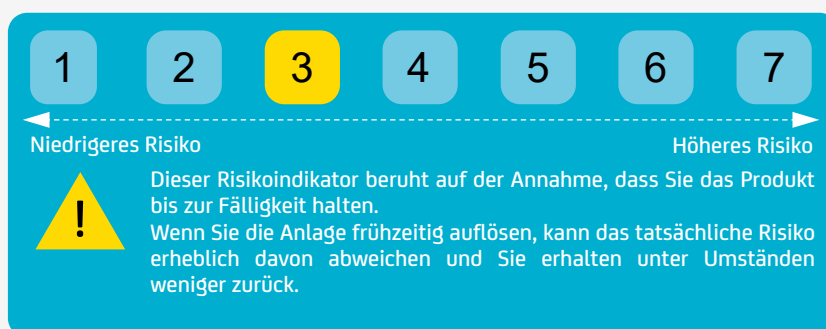 1 2 3 4 5 6 7
Niedrigeres Risiko Höheres Risiko
!
Dieser Risikoindikator beruht auf der Annahme, dass Sie das Produkt
bis zur Fälligkeit halten.
Wenn Sie die Anlage frühzeitig auflösen, kann das tatsächliche Risiko
erheblich davon abweichen und Sie erhalten unter Umständen
weniger zurück.